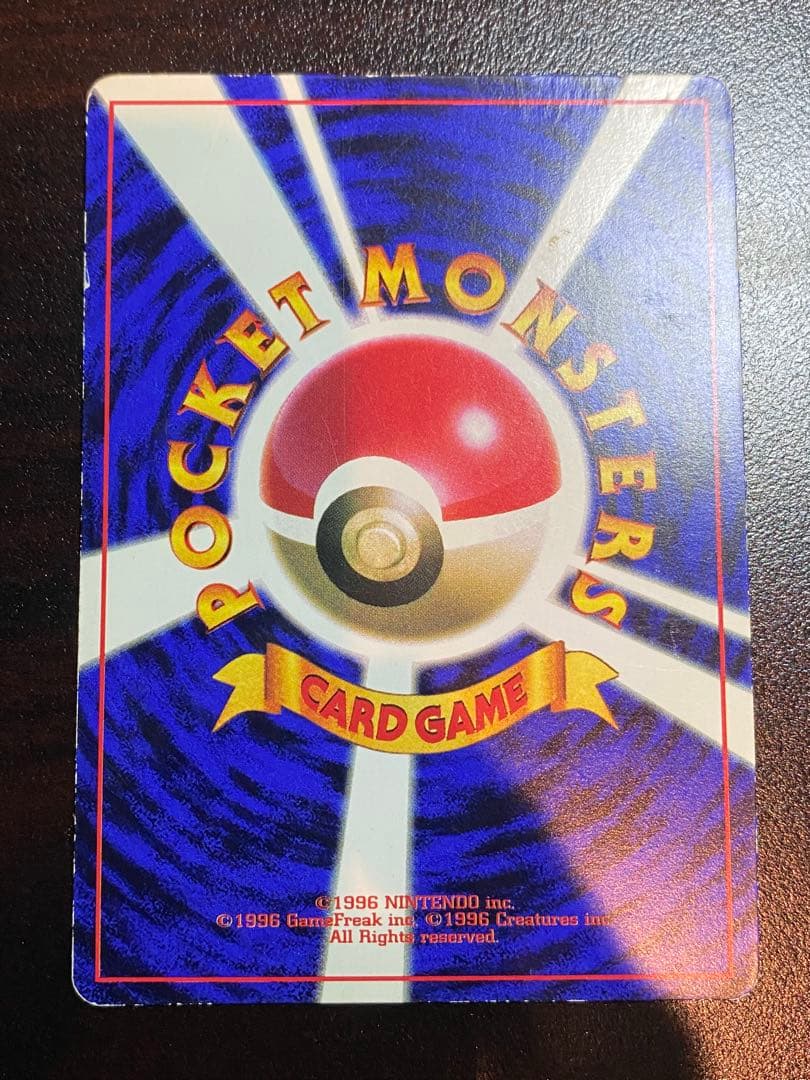 POCKET MONSTERS
CARD GAME
©1996 NINTENDO inc.
©1996 GameFreak inc. ©1996 Creatures inc.
All Rights reserved.